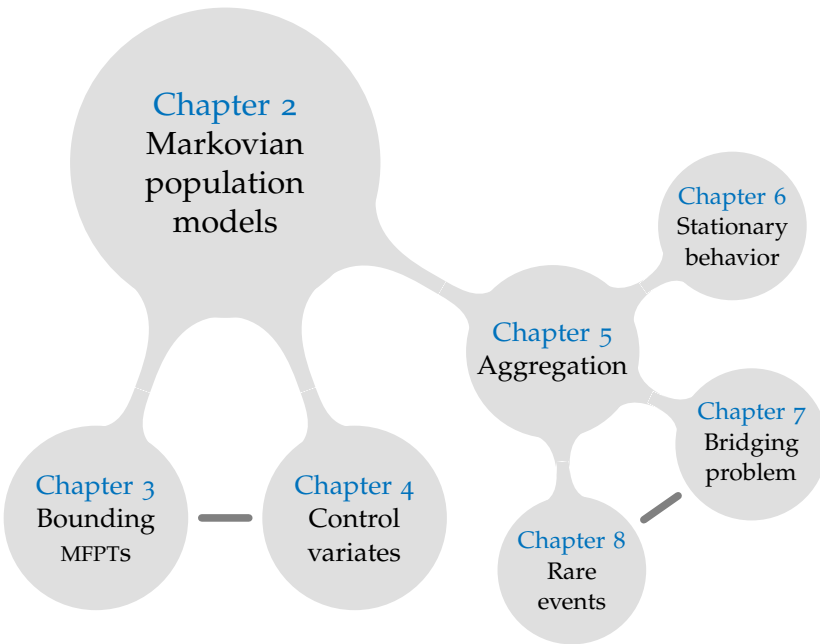 Chapter 2
Markovian
population
models
Chapter 6
Stationary
behavior
Chapter 5
Aggregation
Chapter 7
Bridging
problem
Chapter 3
Bounding
MFPTs
Chapter 4
Control
variates
Chapter 8
Rare
events